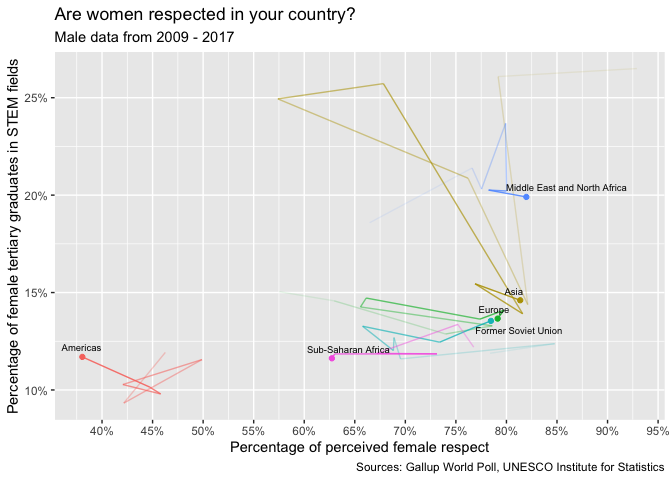 Are women respected in your country?
Male data from 2009 - 2017
Percentage of female tertiary graduates in STEM fields
25%
20%
15%
10%
Middle East and North Africa
Asia
Europe
Former Soviet Union
Americas
Sub-Saharan Africa
40% 45% 50% 55% 60% 65% 70% 75% 80% 85% 90% 95%
Percentage of perceived female respect
Sources: Gallup World Poll, UNESCO Institute for Statistics